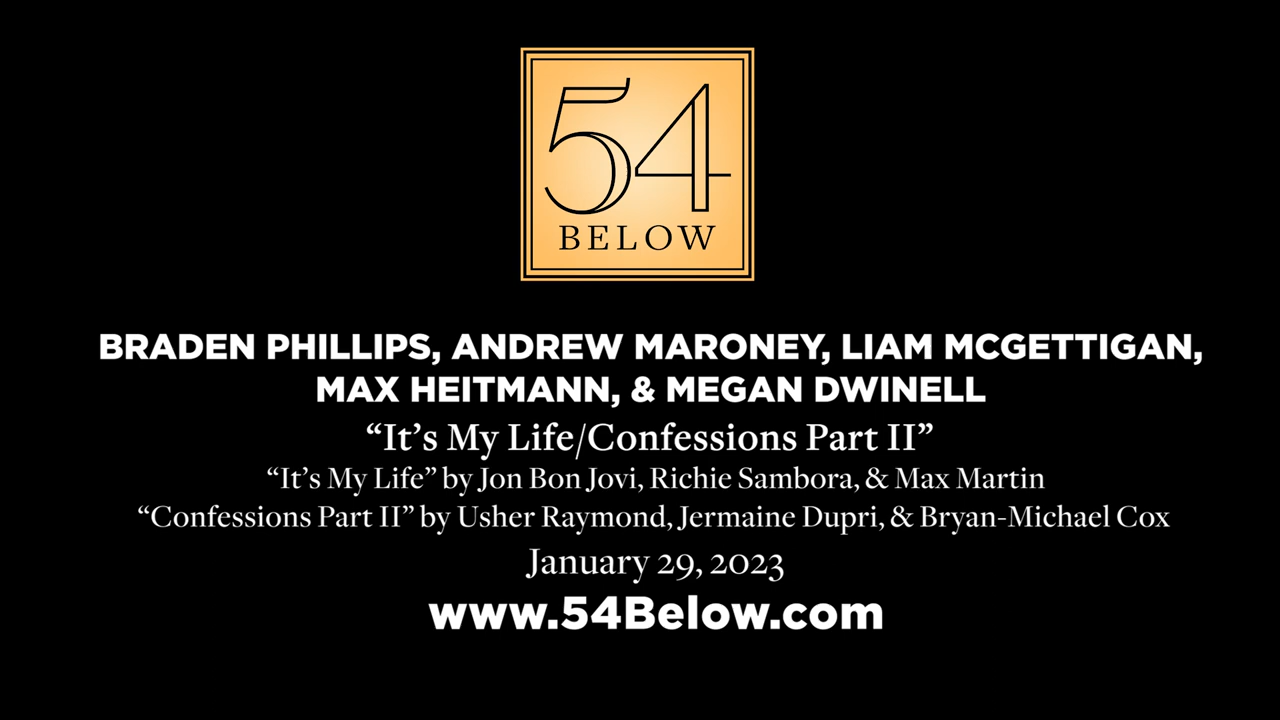 54
BELOW
BRADEN PHILLIPS, ANDREW MARONEY, LIAM MCGETTIGAN,
MAX HEITMANN, & MEGAN DWINELL
“It’s My Life/Confessions Part II”
“It’s My Life” by Jon Bon Jovi, Richie Sambora, & Max Martin
“Confessions Part II” by Usher Raymond, Jermaine Dupri, & Bryan-Michael Cox
January 29, 2023
www.54Below.com